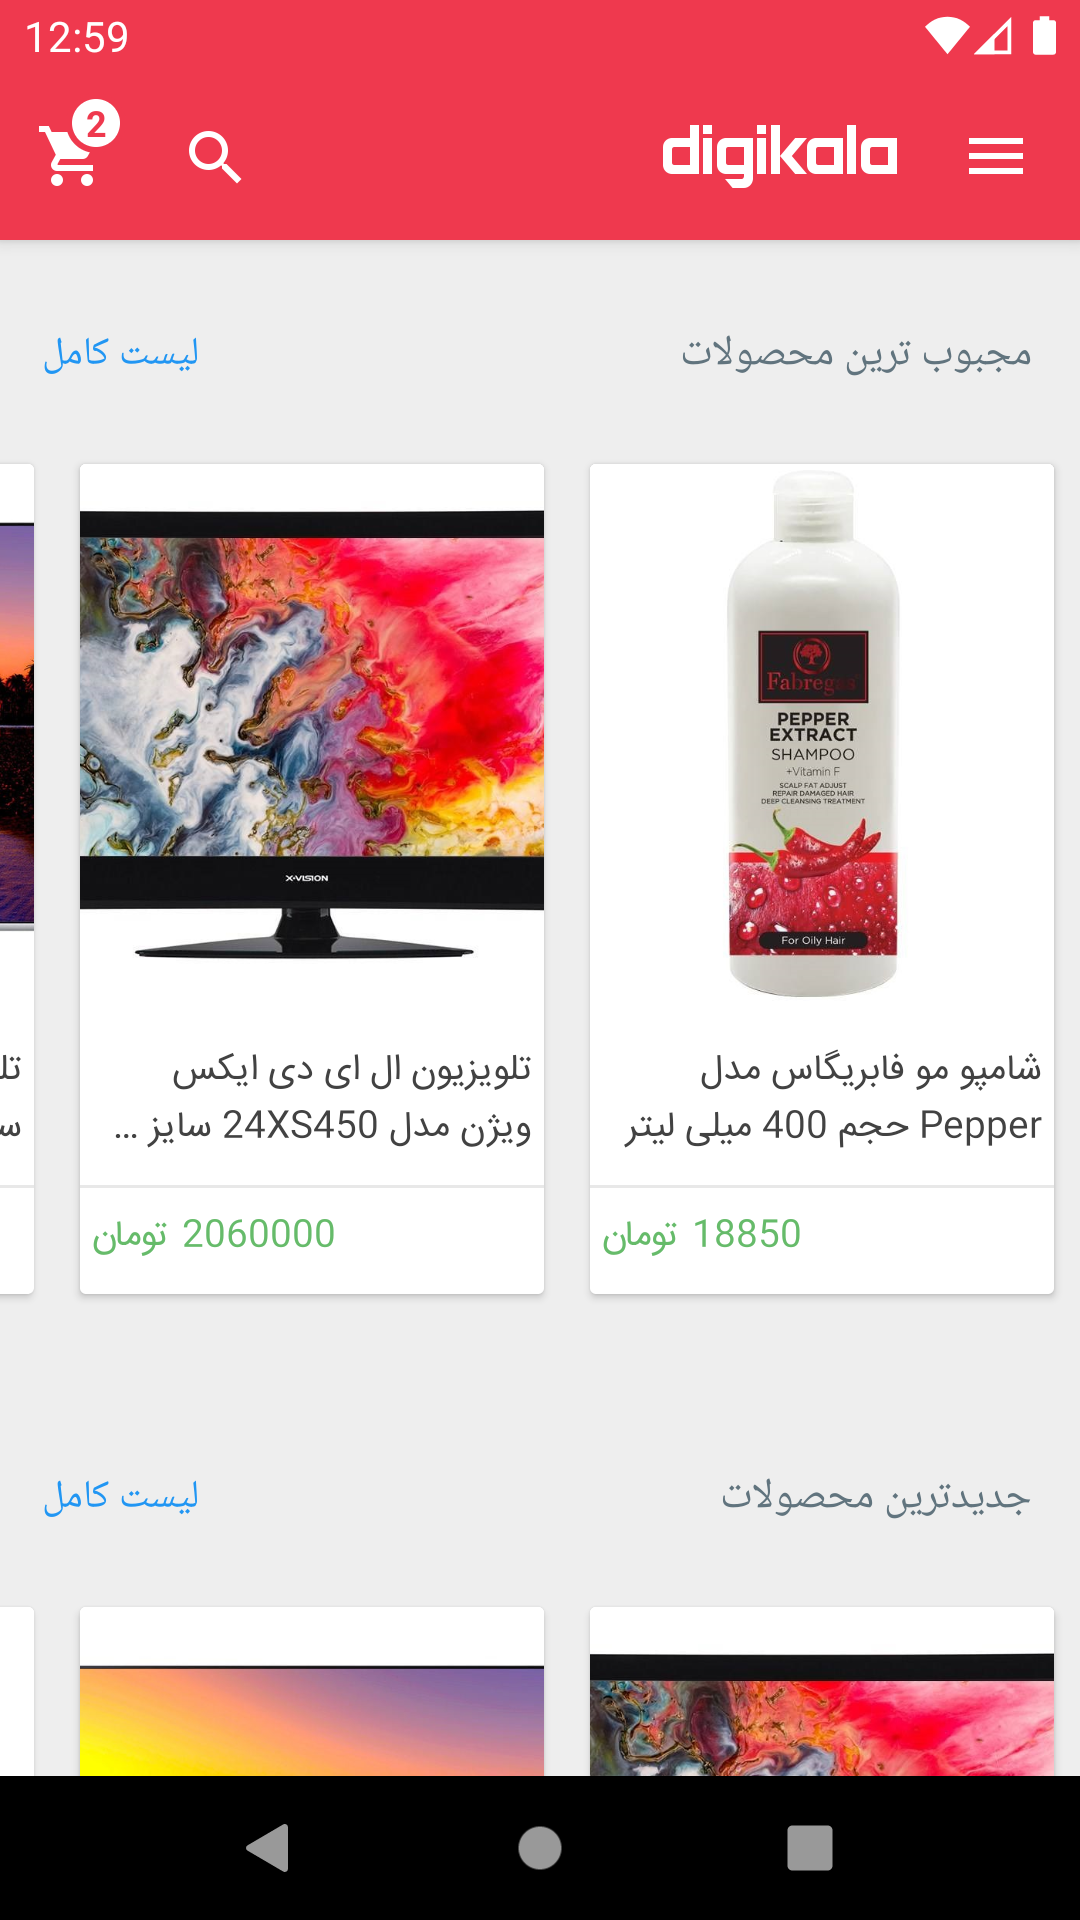 12:59
2
digikala
مجبوب ترین محصولات
لیست کامل
Fabregas
PEPPER
EXTRACT
SHAMPOO
+Vitamin F
SCALP FAT ADJUST
REPAIR DAMAGED HAIR
DEEP CLEANSING TREATMENT
For Oily Hair
شامپو مو فابریگاس مدل
Pepper حجم 400 میلی لیتر
18850 تومان
X-VISION
تلویزیون ال ای دی ایکس
ویژن مدل 24XS450 سایز ...
2060000 تومان
تل
س
جدیدترین محصولات
لیست کامل